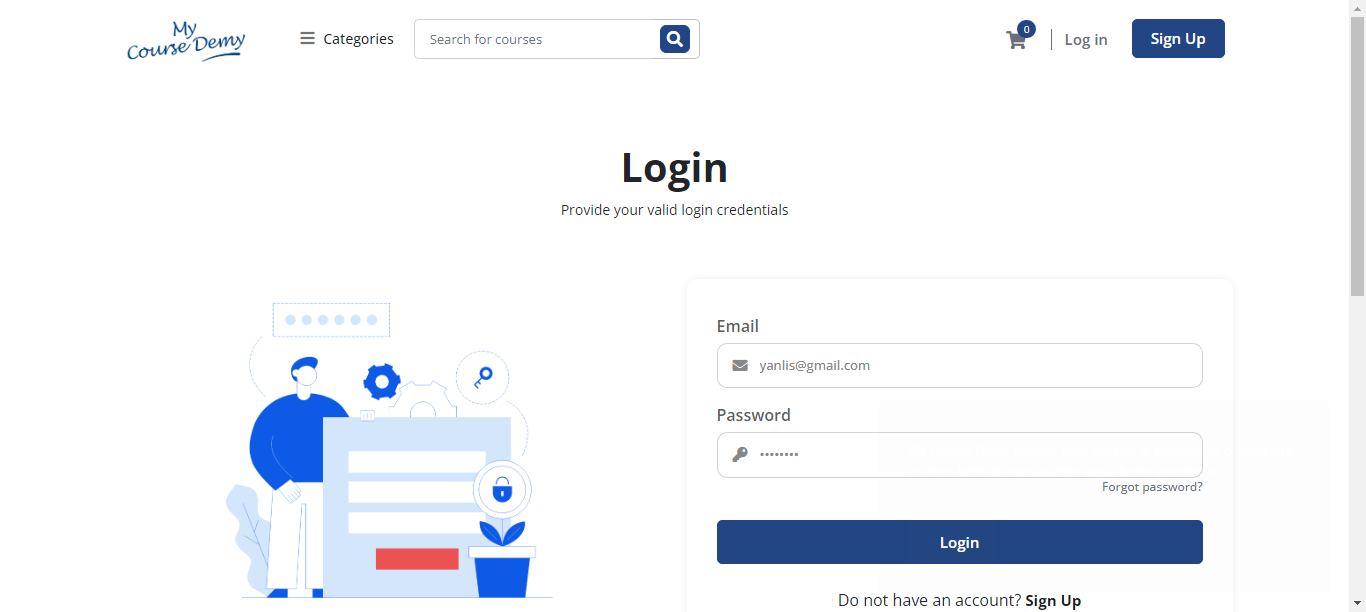 My
Course Demy
Categories
Search for courses
0
Log in
Sign Up
Login
Provide your valid login credentials
Email
yanlis@gmail.com
Password
••••••••
Forgot password?
Login
Do not have an account? Sign Up